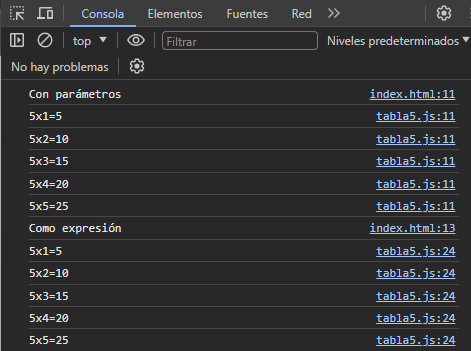 Consola Elementos Fuentes Red
top Filtrar Niveles predeterminados
No hay problemas
Con parámetros index.html:11
5x1=5 tabla5.js:11
5x2=10 tabla5.js:11
5x3=15 tabla5.js:11
5x4=20 tabla5.js:11
5x5=25 tabla5.js:11
Como expresión index.html:13
5x1=5 tabla5.js:24
5x2=10 tabla5.js:24
5x3=15 tabla5.js:24
5x4=20 tabla5.js:24
5x5=25 tabla5.js:24